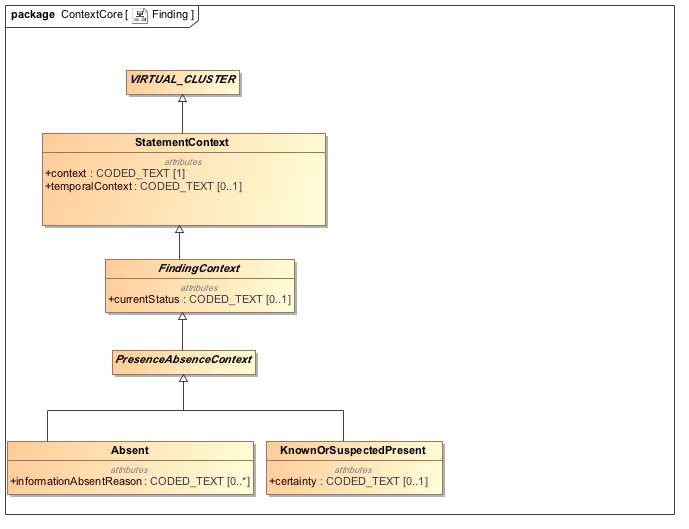 package ContextCore [ Finding ]
VIRTUAL_CLUSTER
StatementContext
attributes
+context : CODED_TEXT [1]
+temporalContext : CODED_TEXT [0..1]
FindingContext
attributes
+currentStatus : CODED_TEXT [0..1]
PresenceAbsenceContext
Absent
attributes
+informationAbsentReason : CODED_TEXT [0..*]
KnownOrSuspectedPresent
attributes
+certainty : CODED_TEXT [0..1]